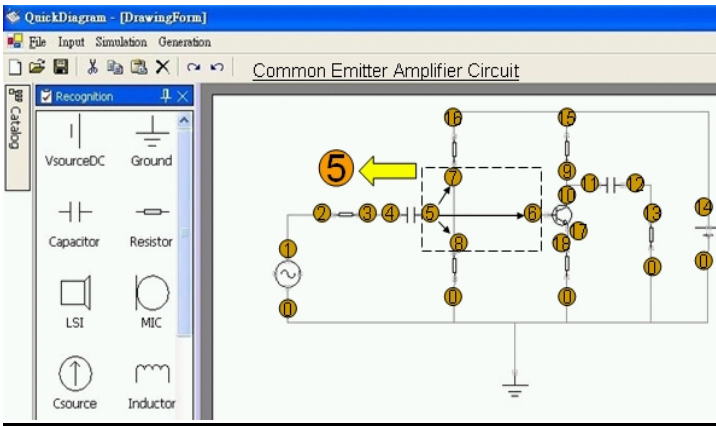 QuickDiagram - [DrawingForm]
File Input Simulation Generation
Common Emitter Amplifier Circuit
Catalog
Recognition
VsourceDC Ground
Capacitor Resistor
LSI MIC
Csource Inductor
16 15
5 7 9
10 11 12
2 3 4 5 6 13 14
17
1 8 18
0 0
0 0 0